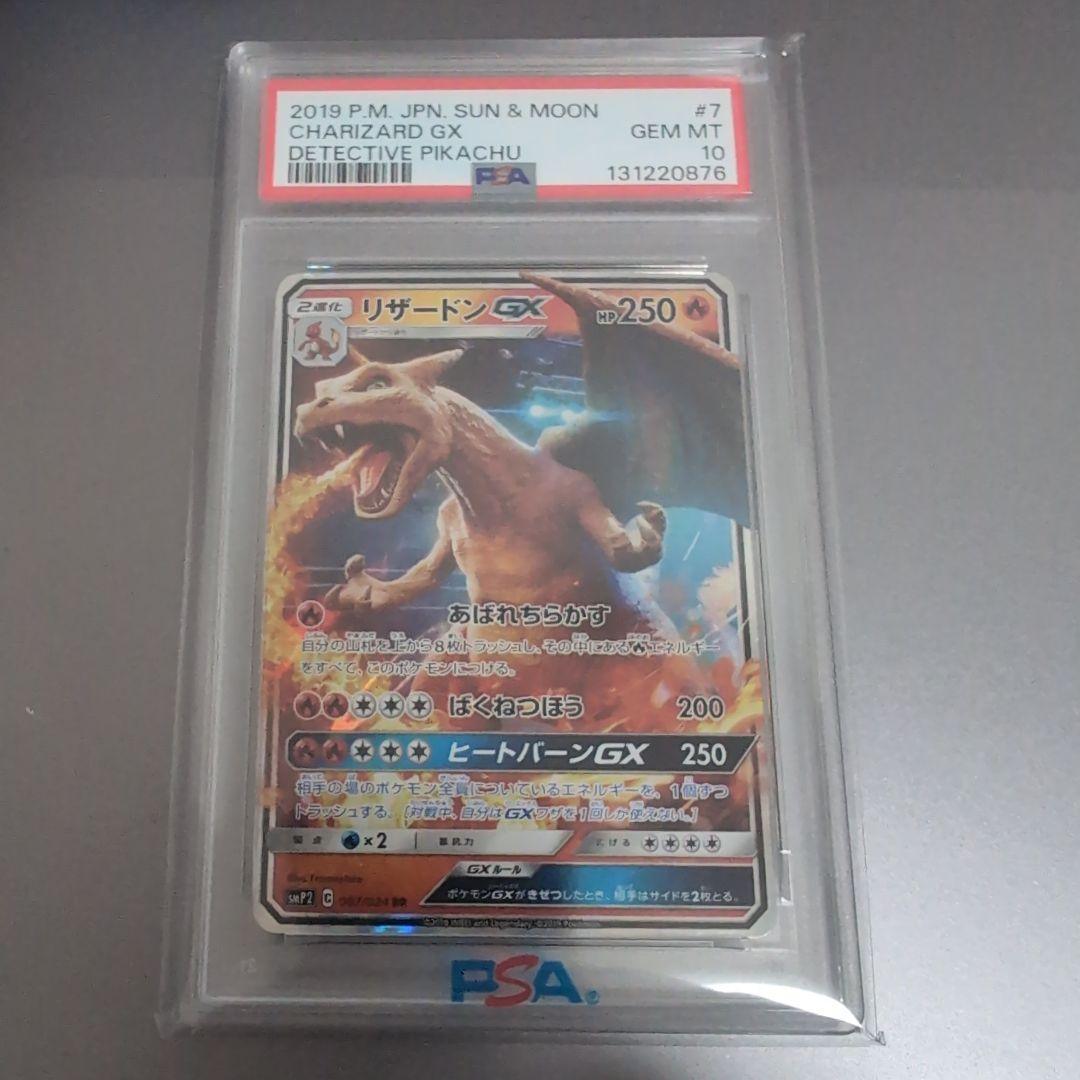 2019 P.M. JPN. SUN & MOON #7
CHARIZARD GX GEM MT
DETECTIVE PIKACHU 10
PSA 131220876
2進化 リザードンGX HP250
あばれちらかす
自分の山札を上から8枚トラッシュし、その中にあるエネルギー
をすべて、このポケモンにつける。
ばくねつほう 200
ヒートバーンGX 250
相手の場のポケモン全員についているエネルギーを、1個ずつ
トラッシュする。[対戦中、自分はGXワザを1回しか使えない。]
弱点 ×2 抵抗力 にげる
GXルール
ポケモンGXがきぜつしたとき、相手はサイドを2枚とる。
SMP2 C 007/024 RR
PSA